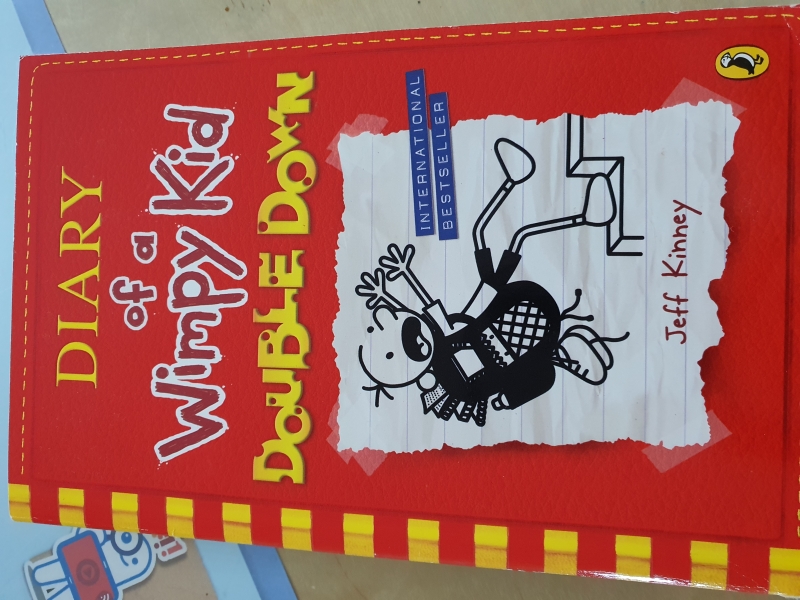 DIARY
of a
Wimpy Kid
DOUBLE DOWN
INTERNATIONAL
BESTSELLER
Jeff Kinney